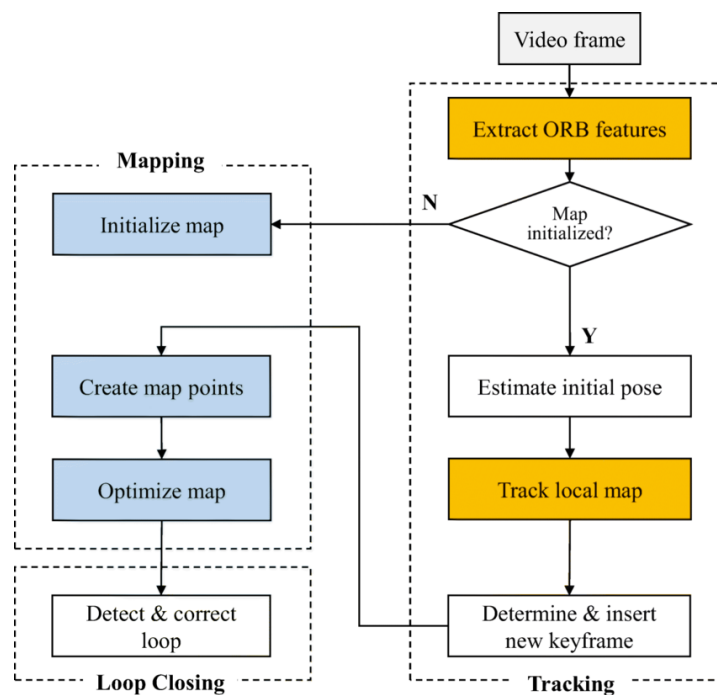 Video frame
Extract ORB features
Mapping
Initialize map
N
Map
initialized?
Y
Create map points
Estimate initial pose
Optimize map
Track local map
Detect & correct
loop
Determine & insert
new keyframe
Loop Closing
Tracking